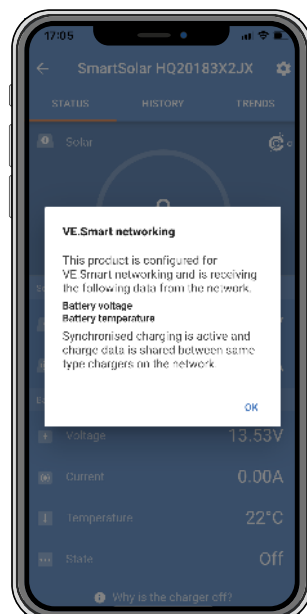 17:05
SmartSolar HQ20183X2JX
STATUS HISTORY TRENDS
Solar
VE.Smart networking
This product is configured for
VE Smart networking and is receiving
the following data from the network.
Battery voltage
Battery temperature
Synchronised charging is active and
charge data is shared between same
type chargers on the network
OK
Voltage 13.53V
Current 0.00A
Temperature 22°C
State Off
Why is the charger off?